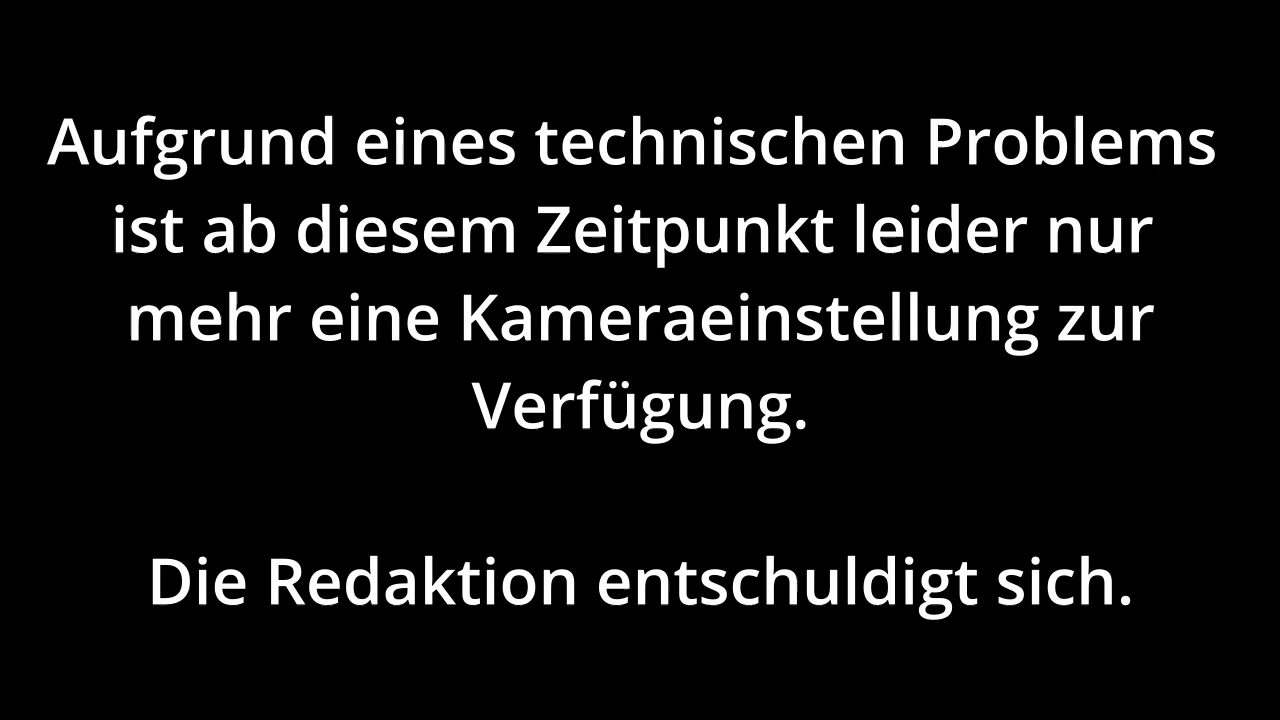 Aufgrund eines technischen Problems
ist ab diesem Zeitpunkt leider nur
mehr eine Kameraeinstellung zur
Verfügung.
Die Redaktion entschuldigt sich.